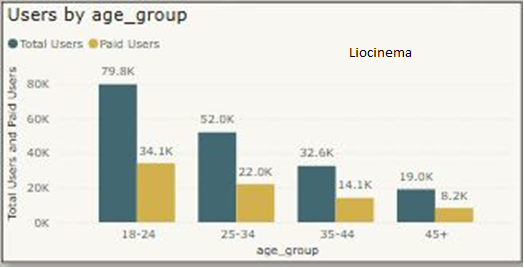 Users by age_group
Total Users Paid Users
Liocinema
Total Users and Paid Users
80K
60K
40K
20K
0K
79.8K
34.1K
52.0K
22.0K
32.6K
14.1K
19.0K
8.2K
18-24 25-34 35-44 45+
age_group